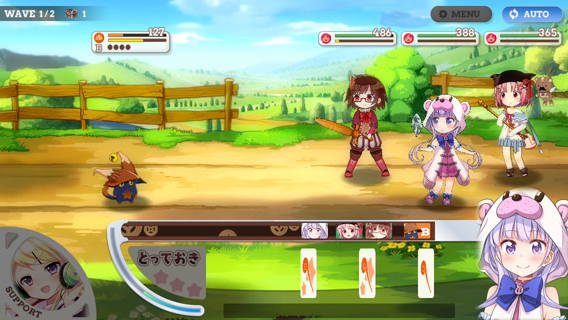 WAVE 1/2 1
MENU
AUTO
127
B
486
388
365
B
とっておき
SUPPORT